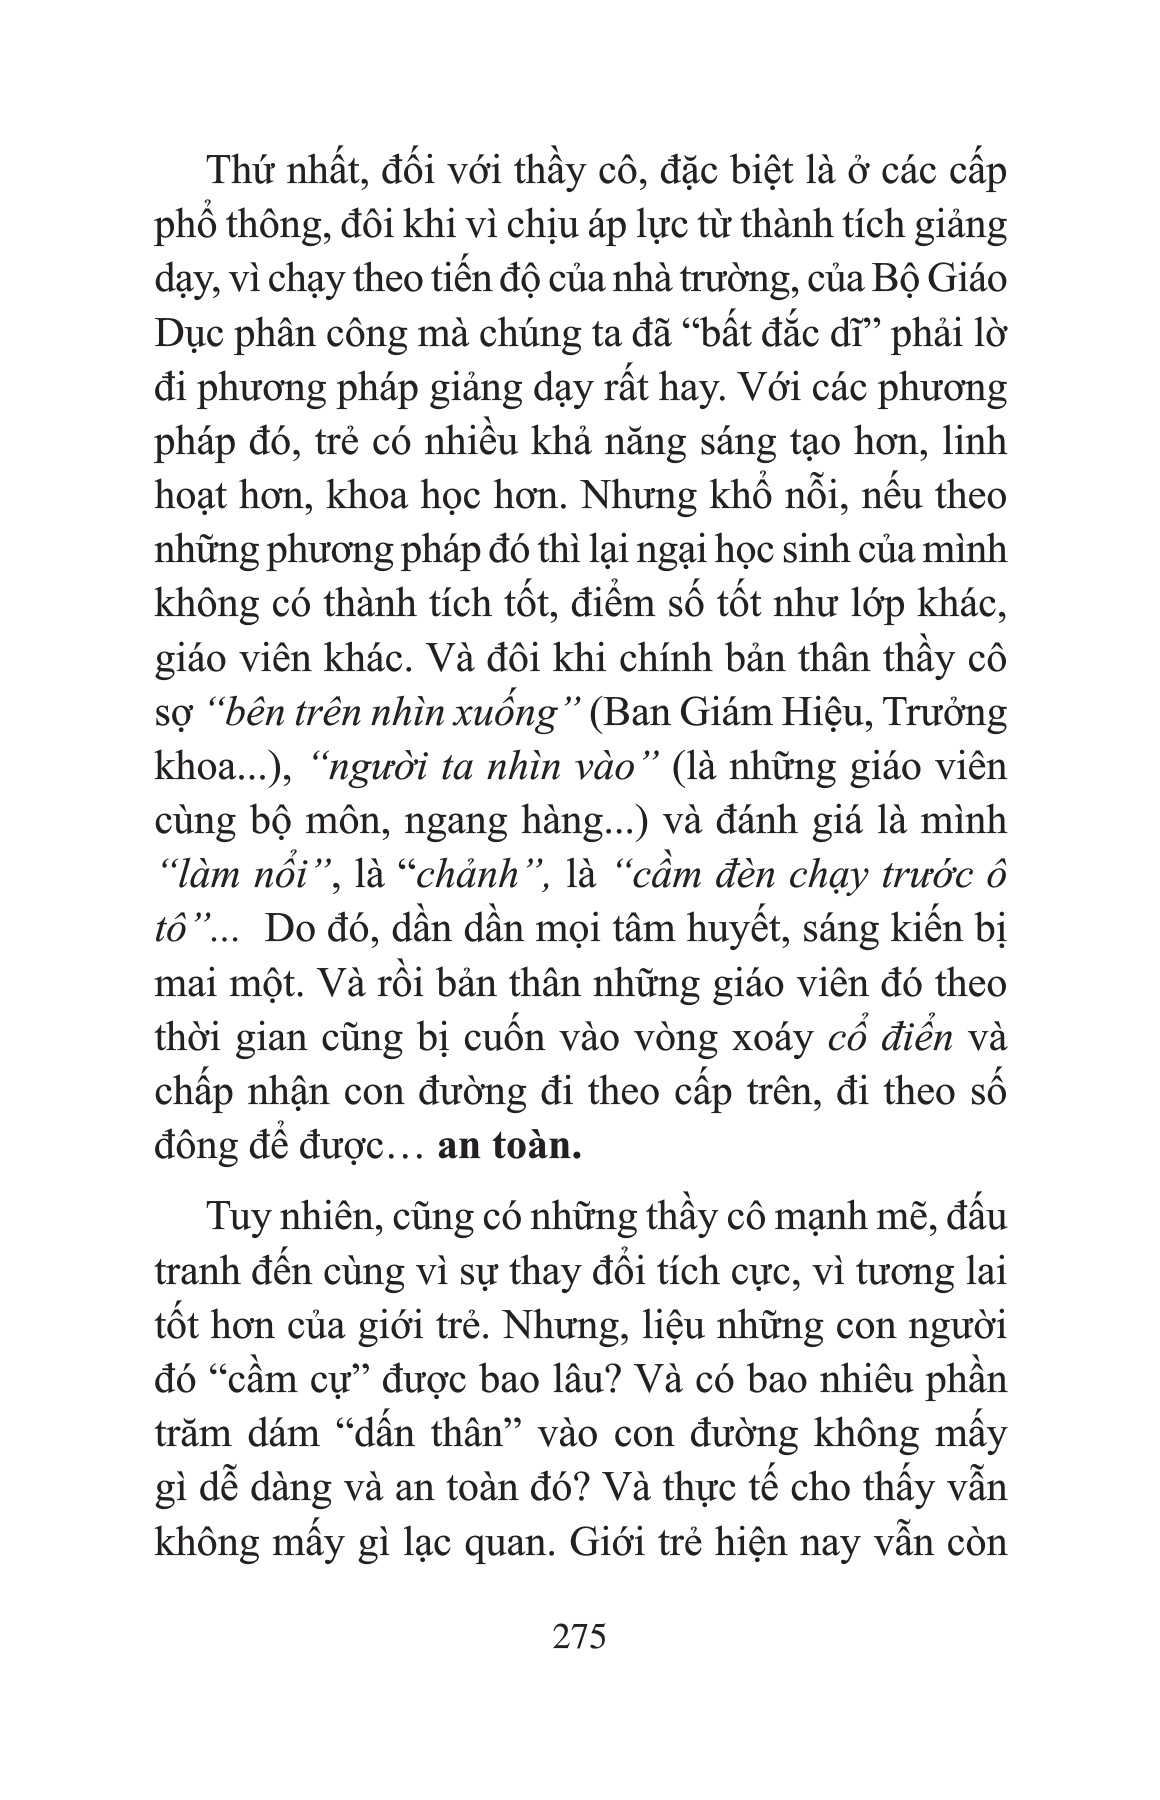 Thứ nhất, đối với thầy cô, đặc biệt là ở các cấp
phổ thông, đôi khi vì chịu áp lực từ thành tích giảng
dạy, vì chạy theo tiến độ của nhà trường, của Bộ Giáo
Dục phân công mà chúng ta đã “bất đắc dĩ” phải lờ
đi phương pháp giảng dạy rất hay. Với các phương
pháp đó, trẻ có nhiều khả năng sáng tạo hơn, linh
hoạt hơn, khoa học hơn. Nhưng khổ nỗi, nếu theo
những phương pháp đó thì lại ngại học sinh của mình
không có thành tích tốt, điểm số tốt như lớp khác,
giáo viên khác. Và đôi khi chính bản thân thầy cô
sợ “bên trên nhìn xuống” (Ban Giám Hiệu, Trưởng
khoa...), “người ta nhìn vào” (là những giáo viên
cùng bộ môn, ngang hàng...) và đánh giá là mình
“làm nổi”, là “chảnh”, là “cầm đèn chạy trước ô
tô”... Do đó, dần dần mọi tâm huyết, sáng kiến bị
mai một. Và rồi bản thân những giáo viên đó theo
thời gian cũng bị cuốn vào vòng xoáy cổ điển và
chấp nhận con đường đi theo cấp trên, đi theo số
đông để được… an toàn.
Tuy nhiên, cũng có những thầy cô mạnh mẽ, đấu
tranh đến cùng vì sự thay đổi tích cực, vì tương lai
tốt hơn của giới trẻ. Nhưng, liệu những con người
đó “cầm cự” được bao lâu? Và có bao nhiêu phần
trăm dám “dấn thân” vào con đường không mấy
gì dễ dàng và an toàn đó? Và thực tế cho thấy vẫn
không mấy gì lạc quan. Giới trẻ hiện nay vẫn còn
275